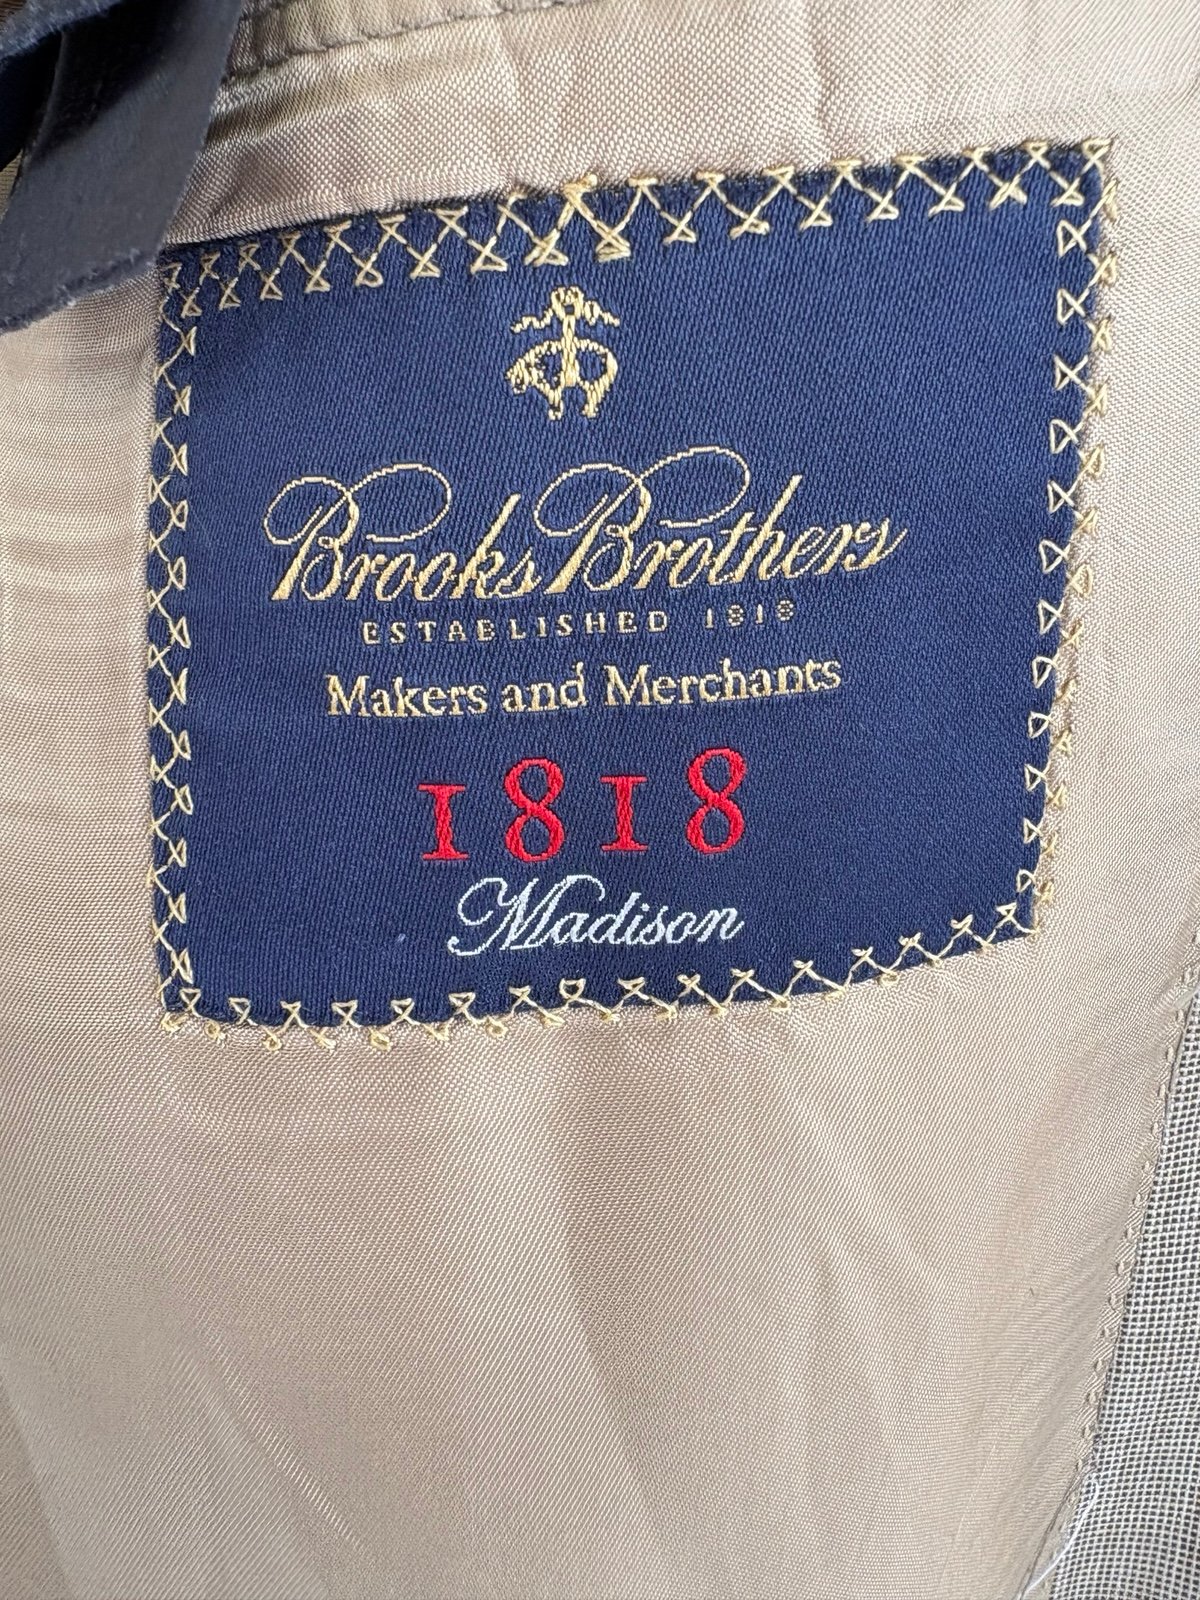 Brooks Brothers
ESTABLISHED 1818
Makers and Merchants
1818
Madison